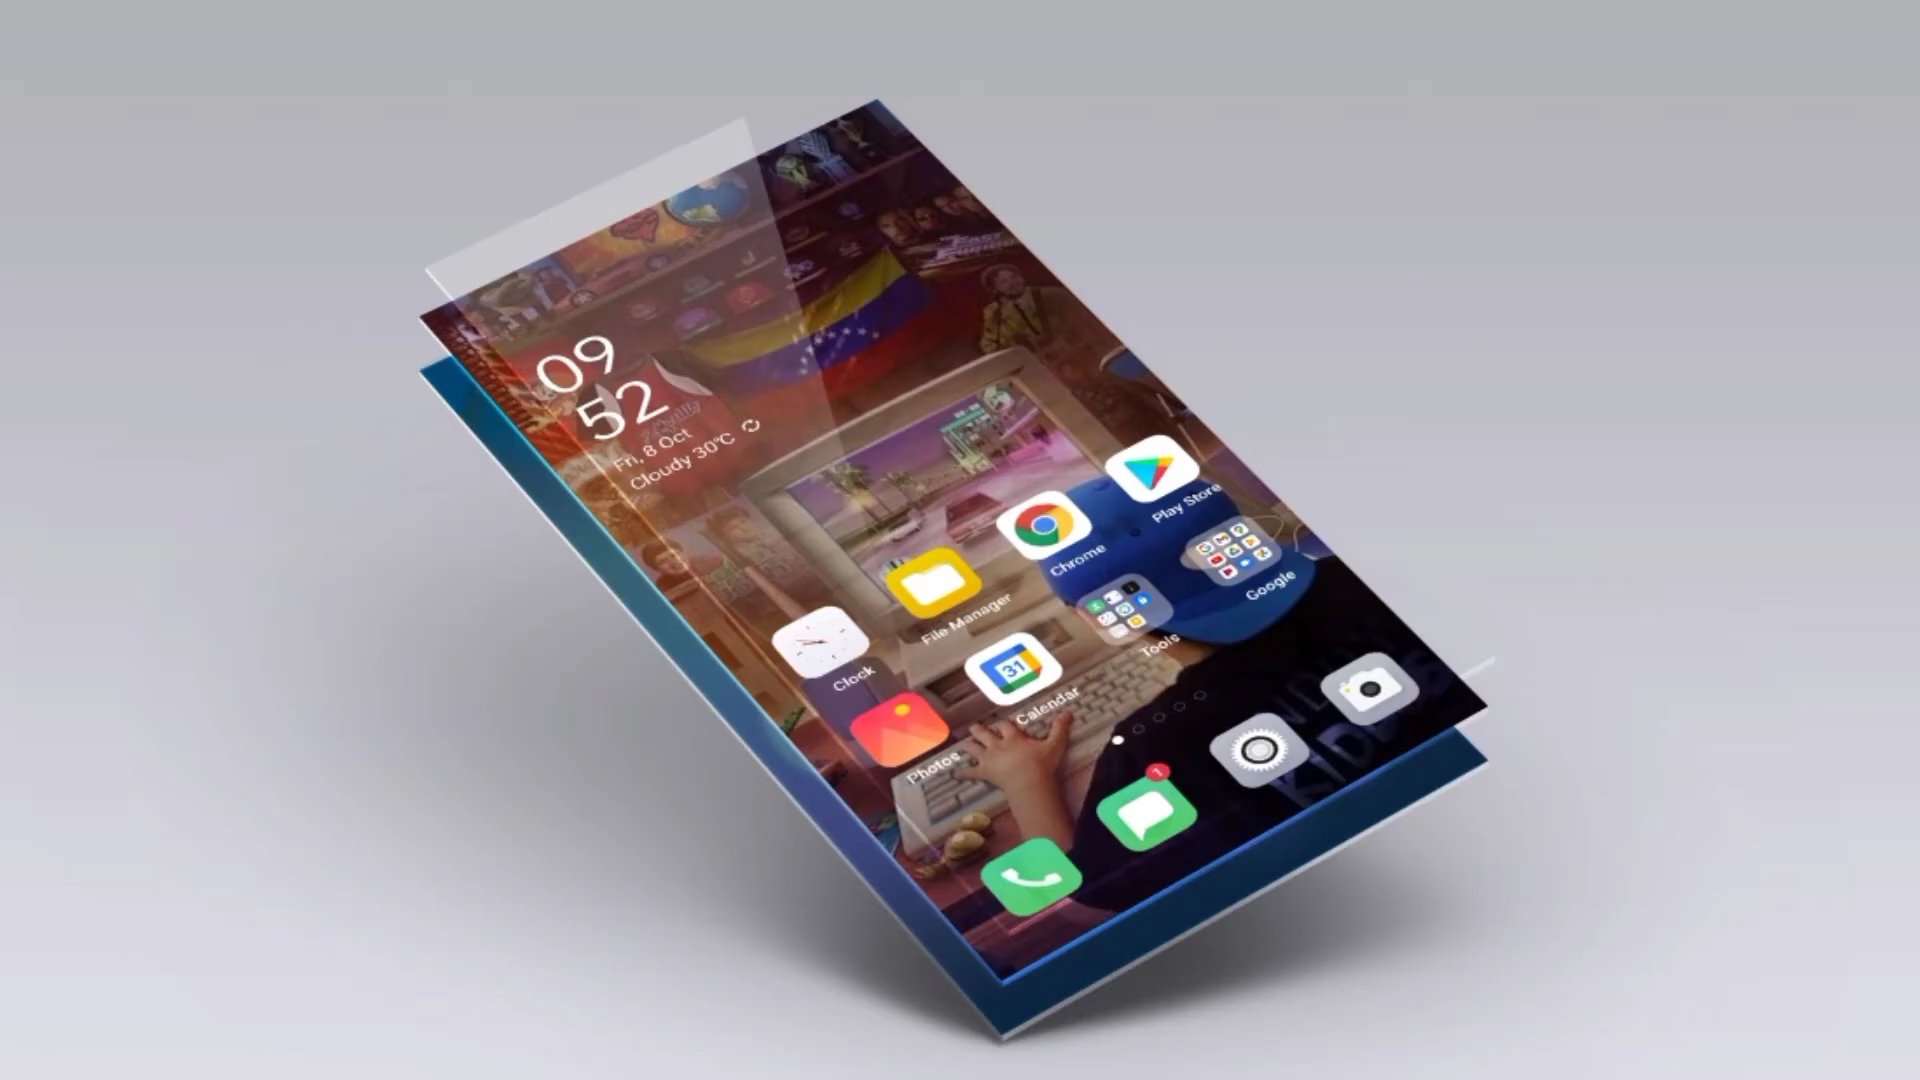 09
52
Fri, 8 Oct
Cloudy 30°C
Play Store
Chrome
File Manager
Clock
Google
Tools
31
Calendar
Photos
1